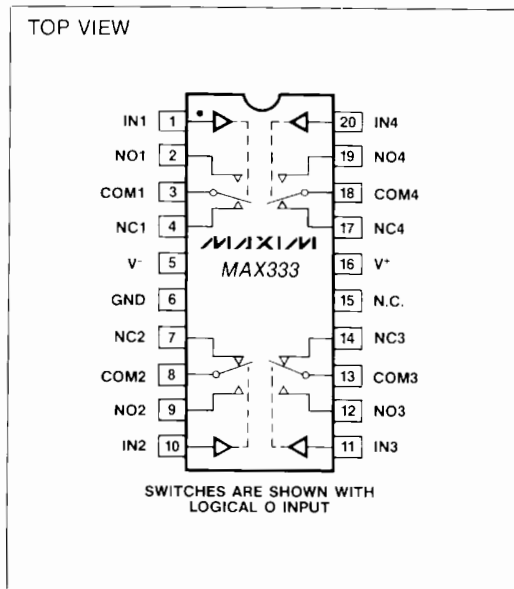 TOP VIEW
IN1 1 20 IN4
NO1 2 19 NO4
COM1 3 18 COM4
NC1 4 17 NC4
MAXIM
V- 5 16 V+
MAX333
GND 6 15 N.C.
NC2 7 14 NC3
COM2 8 13 COM3
NO2 9 12 NO3
IN2 10 11 IN3
SWITCHES ARE SHOWN WITH
LOGICAL O INPUT